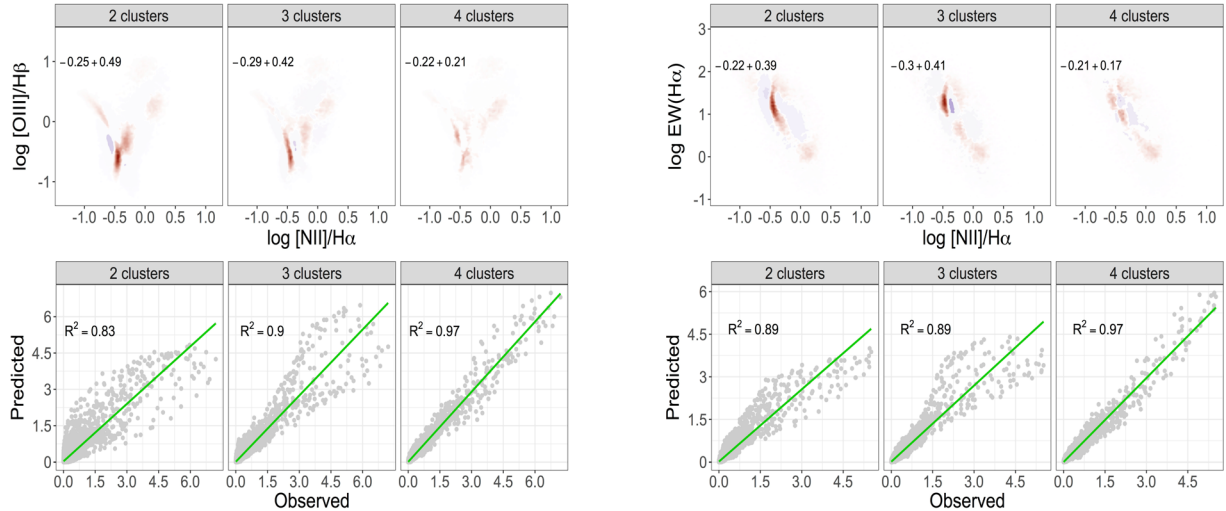 2 clusters 3 clusters 4 clusters
−0.25 + 0.49 −0.29 + 0.42 −0.22 + 0.21
1
0
-1
log [OIII]/Hβ
-1.0 -0.5 0.0 0.5 1.0 -1.0 -0.5 0.0 0.5 1.0 -1.0 -0.5 0.0 0.5 1.0
log [NII]/Hα
2 clusters 3 clusters 4 clusters
−0.22 + 0.39 −0.3 + 0.41 −0.21 + 0.17
3
2
1
0
-1
log EW(Hα)
-1.0 -0.5 0.0 0.5 1.0 -1.0 -0.5 0.0 0.5 1.0 -1.0 -0.5 0.0 0.5 1.0
log [NII]/Hα
2 clusters 3 clusters 4 clusters
R² = 0.83 R² = 0.9 R² = 0.97
6
4.5
3
1.5
0
Predicted
0.0 1.5 3.0 4.5 6.0 0.0 1.5 3.0 4.5 6.0 0.0 1.5 3.0 4.5 6.0
Observed
2 clusters 3 clusters 4 clusters
R² = 0.89 R² = 0.89 R² = 0.97
6
4.5
3
1.5
0
Predicted
0.0 1.5 3.0 4.5 0.0 1.5 3.0 4.5 0.0 1.5 3.0 4.5
Observed